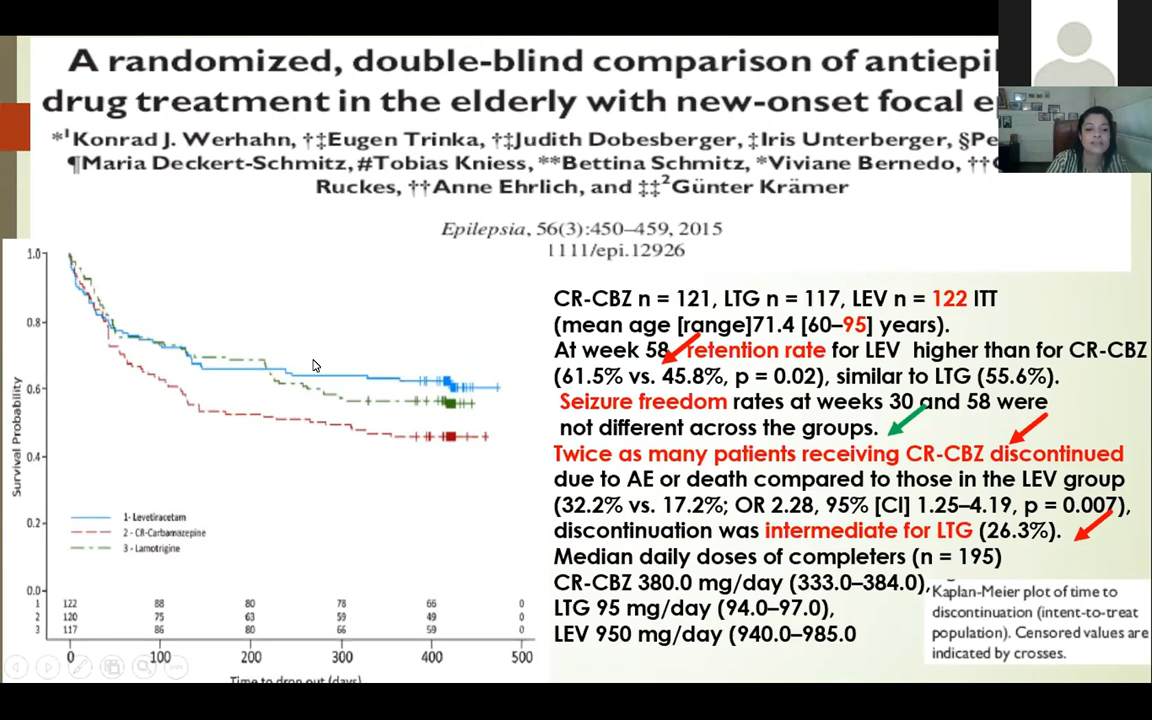 A randomized, double-blind comparison of
drug treatment in the elderly with new-onset focal
*¹Konrad J. Werhahn, †‡Eugen Trinka, †‡Judith Dobesberger, ‡Iris Unterberger,
¶Maria Deckert-Schmitz, #Tobias Kniess, **Bettina Schmitz, *Viviane Bernedo,
Ruckes, ††Anne Ehrlich, and ‡‡²Günter Krämer
Epilepsia, 56(3):450–459, 2015
1111/epi.12926
CR-CBZ n = 121, LTG n = 117, LEV n = 122 ITT
(mean age [range]71.4 [60–95] years).
At week 58 retention rate for LEV higher than for CR-CBZ
(61.5% vs. 45.8%, p = 0.02), similar to LTG (55.6%).
Seizure freedom rates at weeks 30 and 58 were
not different across the groups.
Twice as many patients receiving CR-CBZ discontinued
due to AE or death compared to those in the LEV group
(32.2% vs. 17.2%; OR 2.28, 95% [CI] 1.25–4.19, p = 0.007),
discontinuation was intermediate for LTG (26.3%).
Median daily doses of completers (n = 195)
CR-CBZ 380.0 mg/day (333.0–384.0),
LTG 95 mg/day (94.0–97.0),
LEV 950 mg/day (940.0–985.0
Kaplan-Meier plot of time to
discontinuation (intent-to-treat
population). Censored values are
indicated by crosses.
Survival Probability
1.0
0.8
0.6
0.4
0.2
0.0
1- Levetiracetam
2 - CR-Carbamazepine
3 - Lamotrigine
1 122 88 80 78 66 0
2 120 75 63 59 49 0
3 117 86 80 66 59 0
0 100 200 300 400 500
Time to drop out (days)